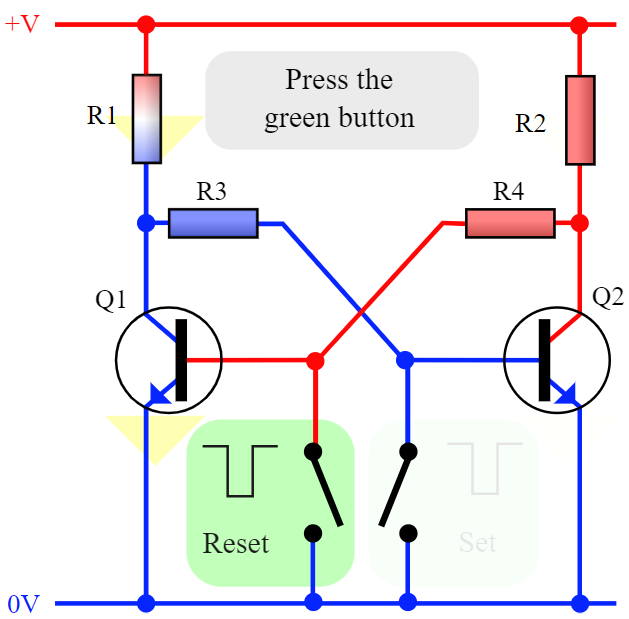 +V
Press the
green button
R1
R2
R3
R4
Q1
Q2
Reset
Set
0V